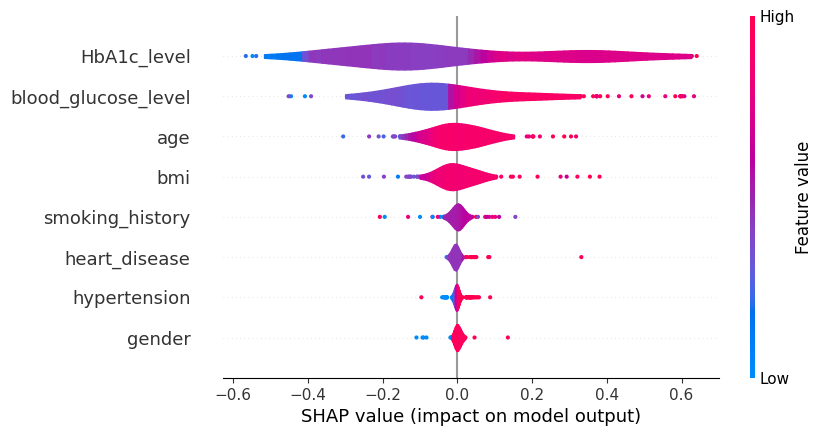 High
HbA1c_level
blood_glucose_level
age
bmi
smoking_history
heart_disease
hypertension
gender
Feature value
Low
−0.6 −0.4 −0.2 0.0 0.2 0.4 0.6
SHAP value (impact on model output)